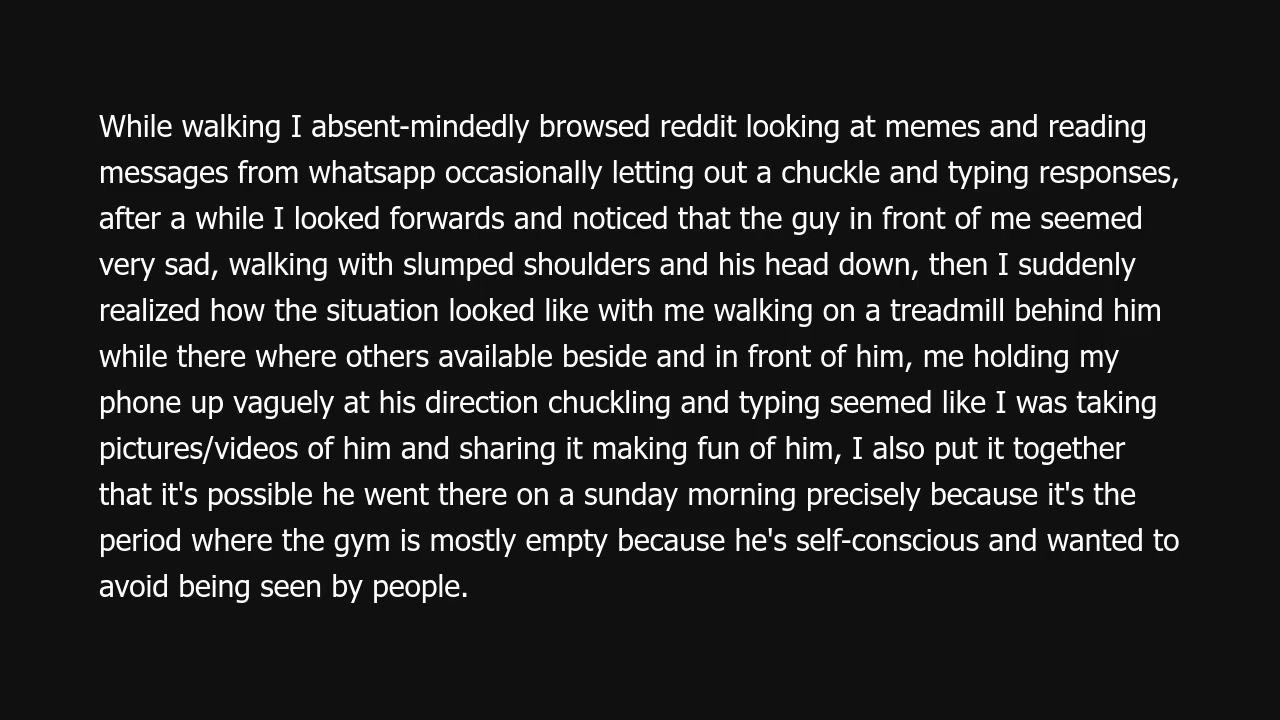 While walking I absent-mindedly browsed reddit looking at memes and reading
messages from whatsapp occasionally letting out a chuckle and typing responses,
after a while I looked forwards and noticed that the guy in front of me seemed
very sad, walking with slumped shoulders and his head down, then I suddenly
realized how the situation looked like with me walking on a treadmill behind him
while there where others available beside and in front of him, me holding my
phone up vaguely at his direction chuckling and typing seemed like I was taking
pictures/videos of him and sharing it making fun of him, I also put it together
that it's possible he went there on a sunday morning precisely because it's the
period where the gym is mostly empty because he's self-conscious and wanted to
avoid being seen by people.